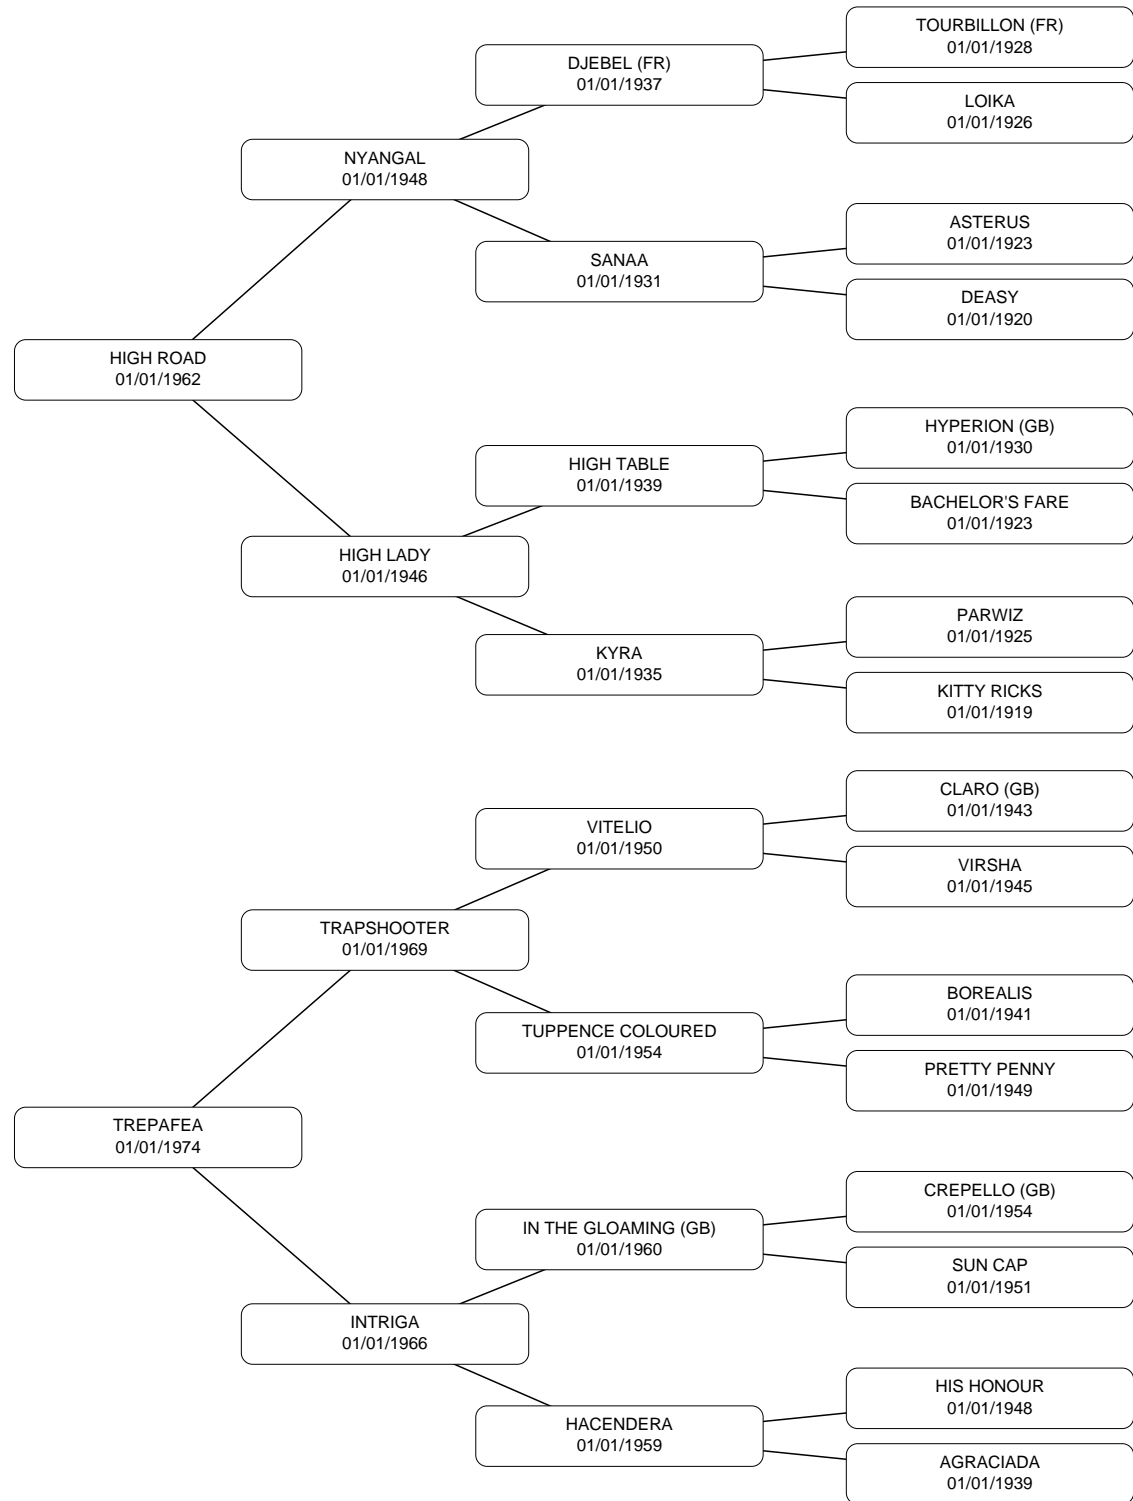 TOURBILLON (FR)
01/01/1928
DJEBEL (FR)
01/01/1937
LOIKA
01/01/1926
NYANGAL
01/01/1948
ASTERUS
01/01/1923
SANAA
01/01/1931
DEASY
01/01/1920
HIGH ROAD
01/01/1962
HYPERION (GB)
01/01/1930
HIGH TABLE
01/01/1939
BACHELOR'S FARE
01/01/1923
HIGH LADY
01/01/1946
PARWIZ
01/01/1925
KYRA
01/01/1935
KITTY RICKS
01/01/1919
CLARO (GB)
01/01/1943
VITELIO
01/01/1950
VIRSHA
01/01/1945
TRAPSHOOTER
01/01/1969
BOREALIS
01/01/1941
TUPPENCE COLOURED
01/01/1954
PRETTY PENNY
01/01/1949
TREPAFEA
01/01/1974
CREPELLO (GB)
01/01/1954
IN THE GLOAMING (GB)
01/01/1960
SUN CAP
01/01/1951
INTRIGA
01/01/1966
HIS HONOUR
01/01/1948
HACENDERA
01/01/1959
AGRACIADA
01/01/1939